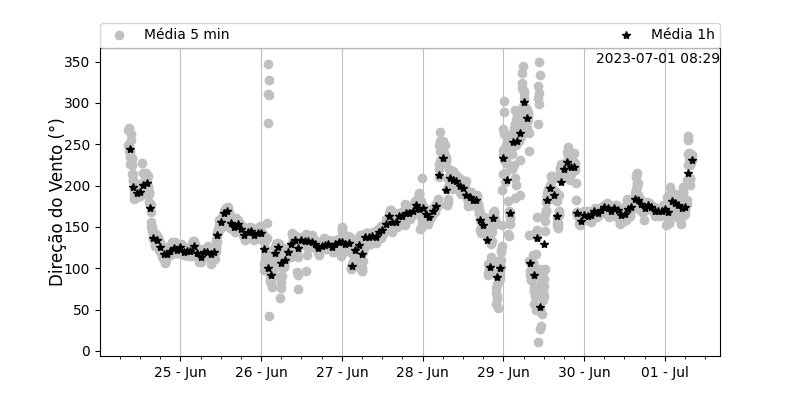 Média 5 min
Média 1h
2023-07-01 08:29
Direção do Vento (°)
350
300
250
200
150
100
50
0
25 - Jun
26 - Jun
27 - Jun
28 - Jun
29 - Jun
30 - Jun
01 - Jul